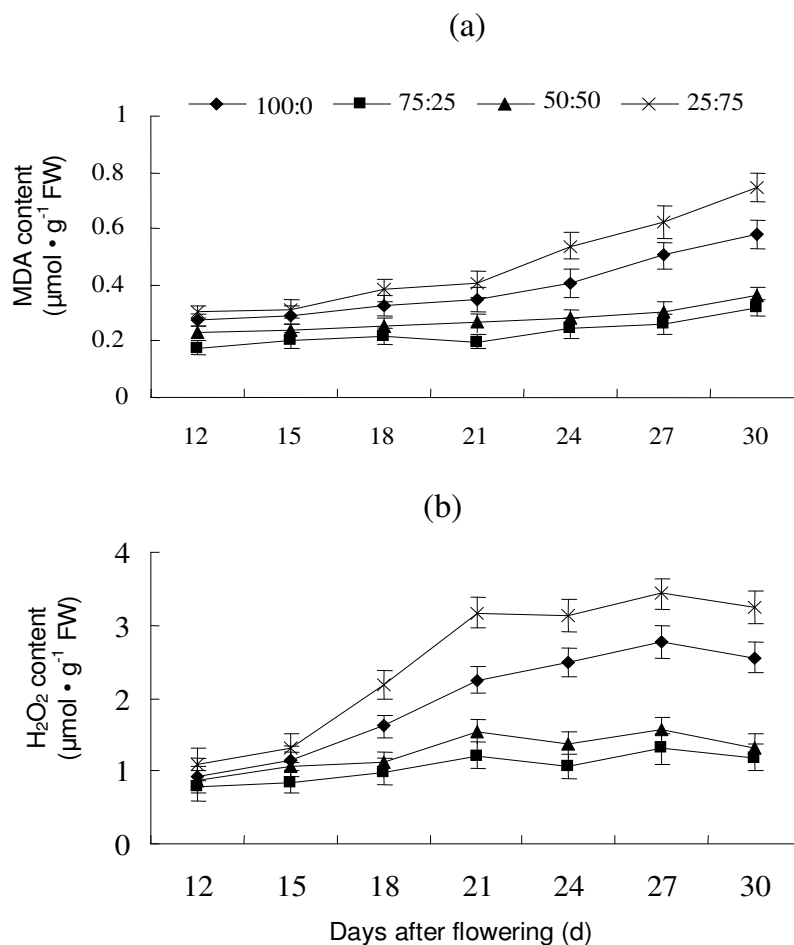 (a)
100:0 75:25 50:50 25:75
MDA content
(μmol • g⁻¹ FW)
1
0.8
0.6
0.4
0.2
0
12 15 18 21 24 27 30
(b)
H₂O₂ content
(μmol • g⁻¹ FW)
4
3
2
1
0
12 15 18 21 24 27 30
Days after flowering (d)